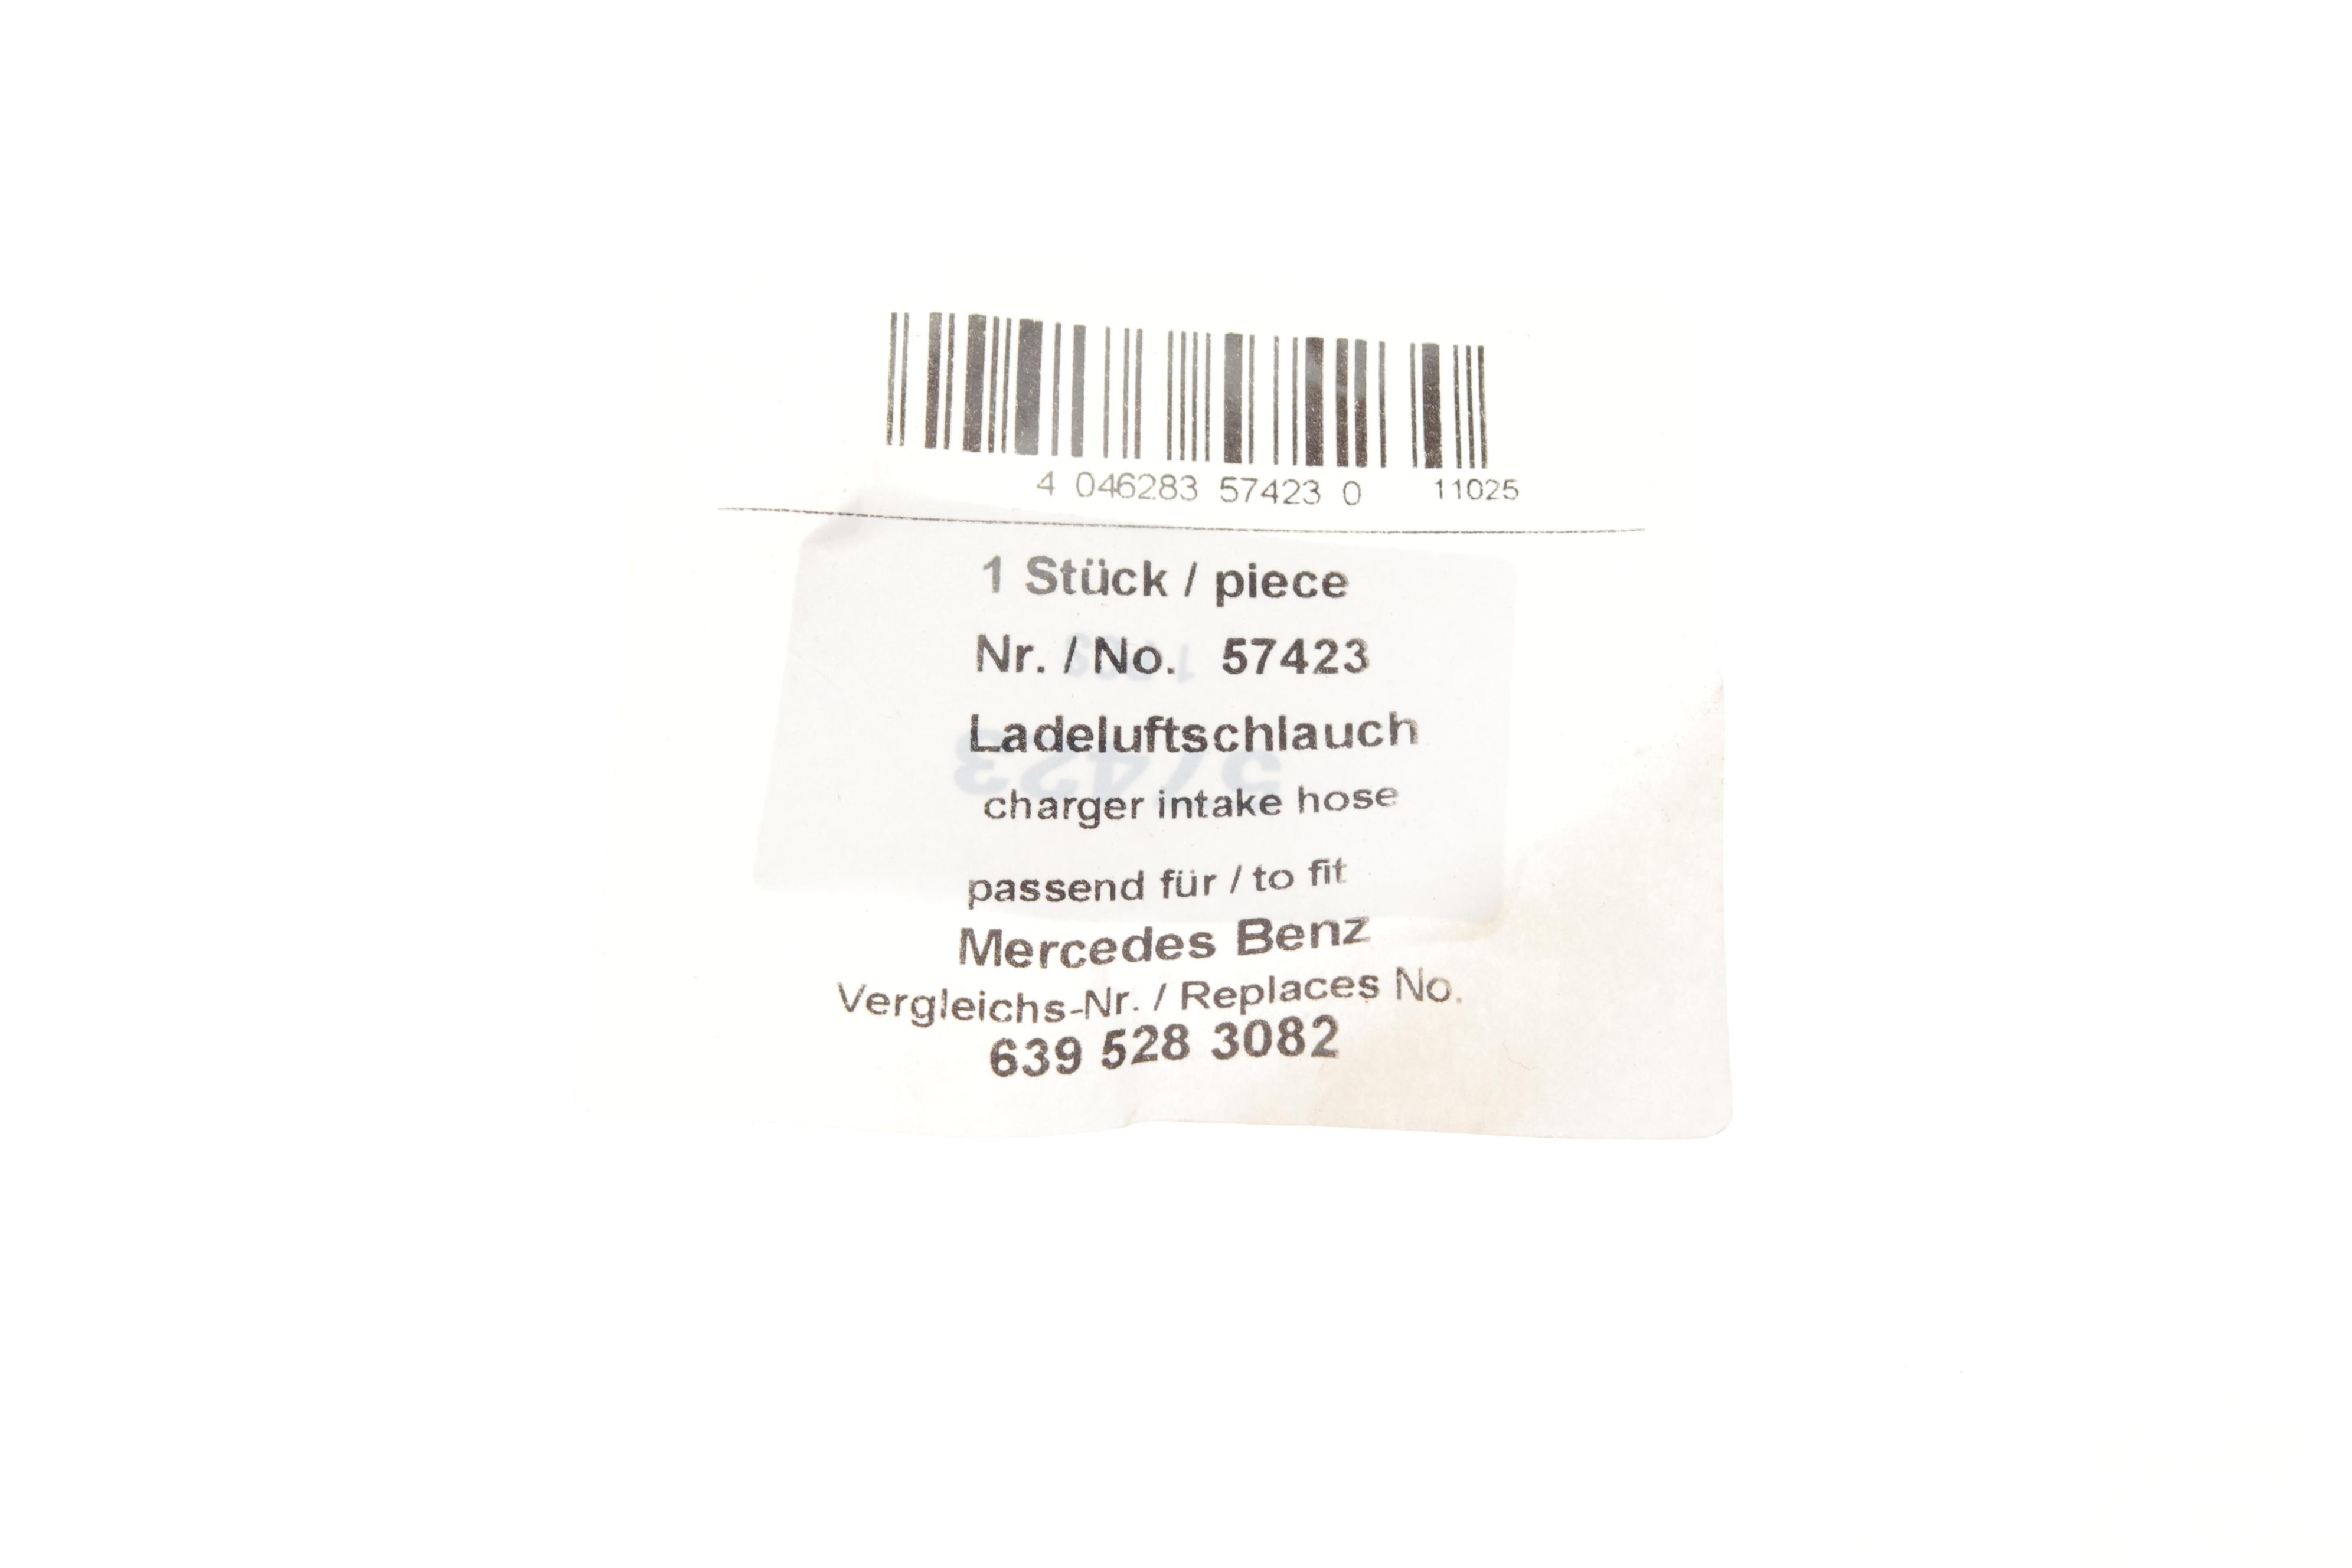 4 046283 57423 0 11025
1 Stück / piece
Nr. / No. 57423
Ladeluftschlauch
57423
charger intake hose
passend für / to fit
Mercedes Benz
Vergleichs-Nr. / Replaces No.
639 528 3082